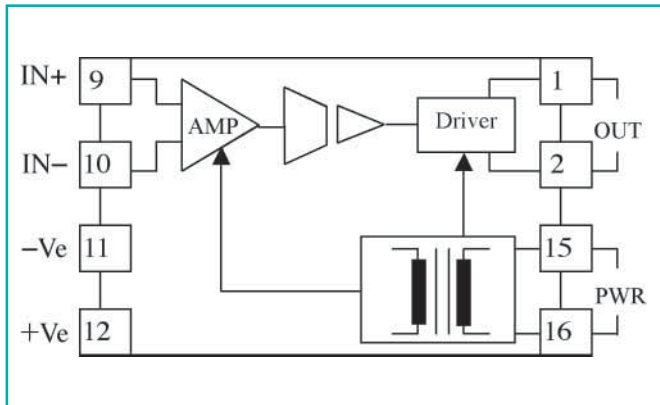 IN+ 9 1
AMP Driver OUT
IN− 10 2
−Ve 11 15
PWR
+Ve 12 16